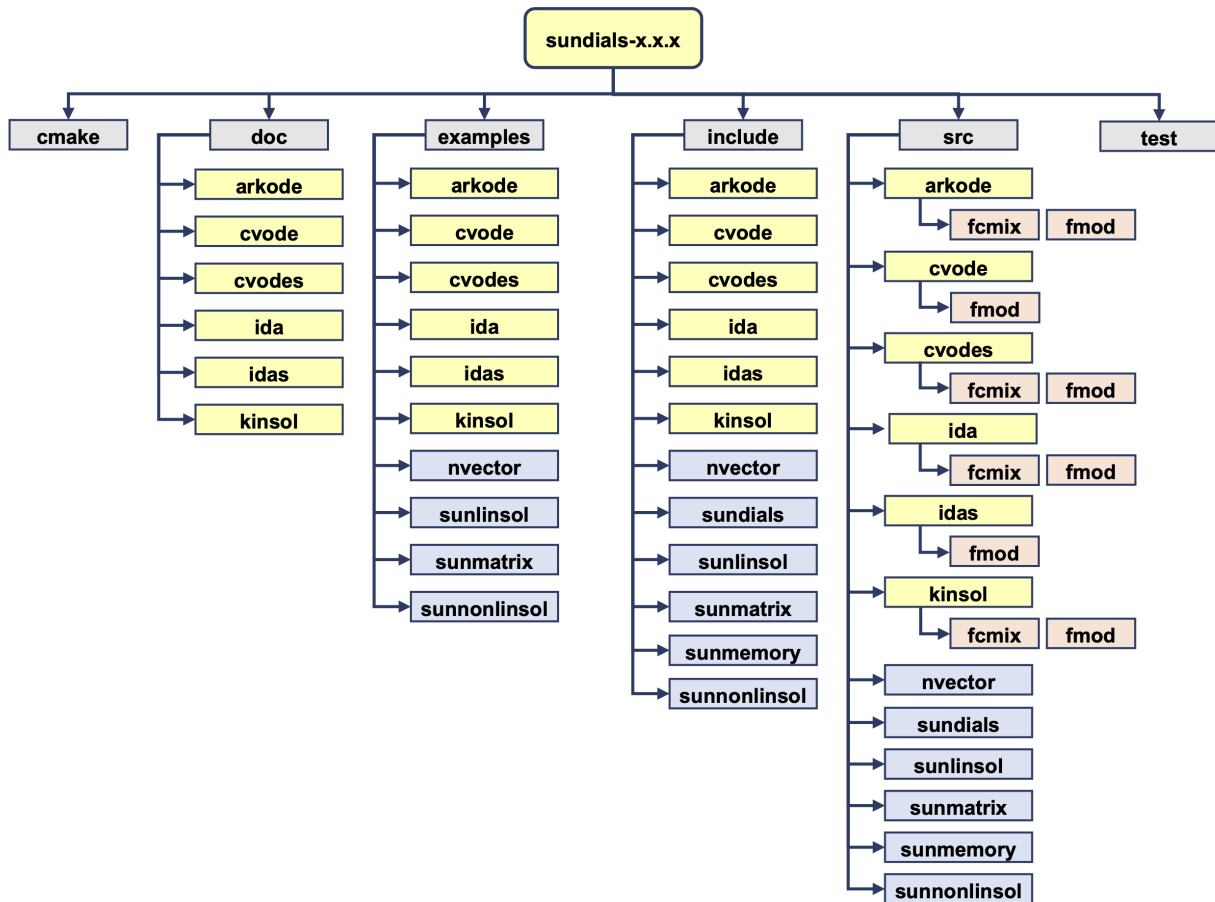 sundials-x.x.x
cmake
doc
examples
include
src
test
arkode
cvode
cvodes
ida
idas
kinsol
arkode
cvode
cvodes
ida
idas
kinsol
nvector
sunlinsol
sunmatrix
sunnonlinsol
arkode
cvode
cvodes
ida
idas
kinsol
nvector
sundials
sunlinsol
sunmatrix
sunmemory
sunnonlinsol
arkode
fcmix fmod
cvode
fmod
cvodes
fcmix fmod
ida
fcmix fmod
idas
fmod
kinsol
fcmix fmod
nvector
sundials
sunlinsol
sunmatrix
sunmemory
sunnonlinsol